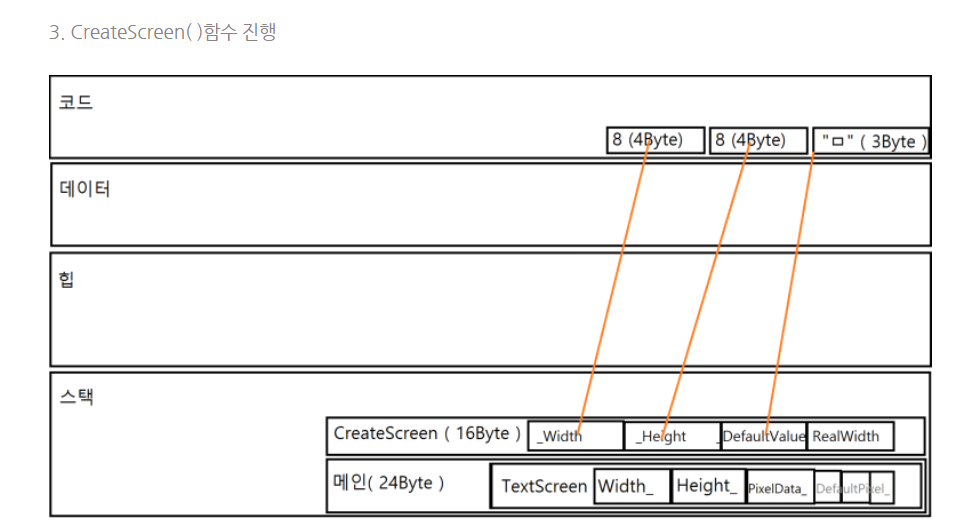 3. CreateScreen( )함수 진행
코드
8 (4Byte) 8 (4Byte) "ㅁ" ( 3Byte )
데이터
힙
스택
CreateScreen ( 16Byte ) _Width _Height _DefaultValue RealWidth
메인( 24Byte ) TextScreen Width_ Height_ PixelData_ DefaultPixel_